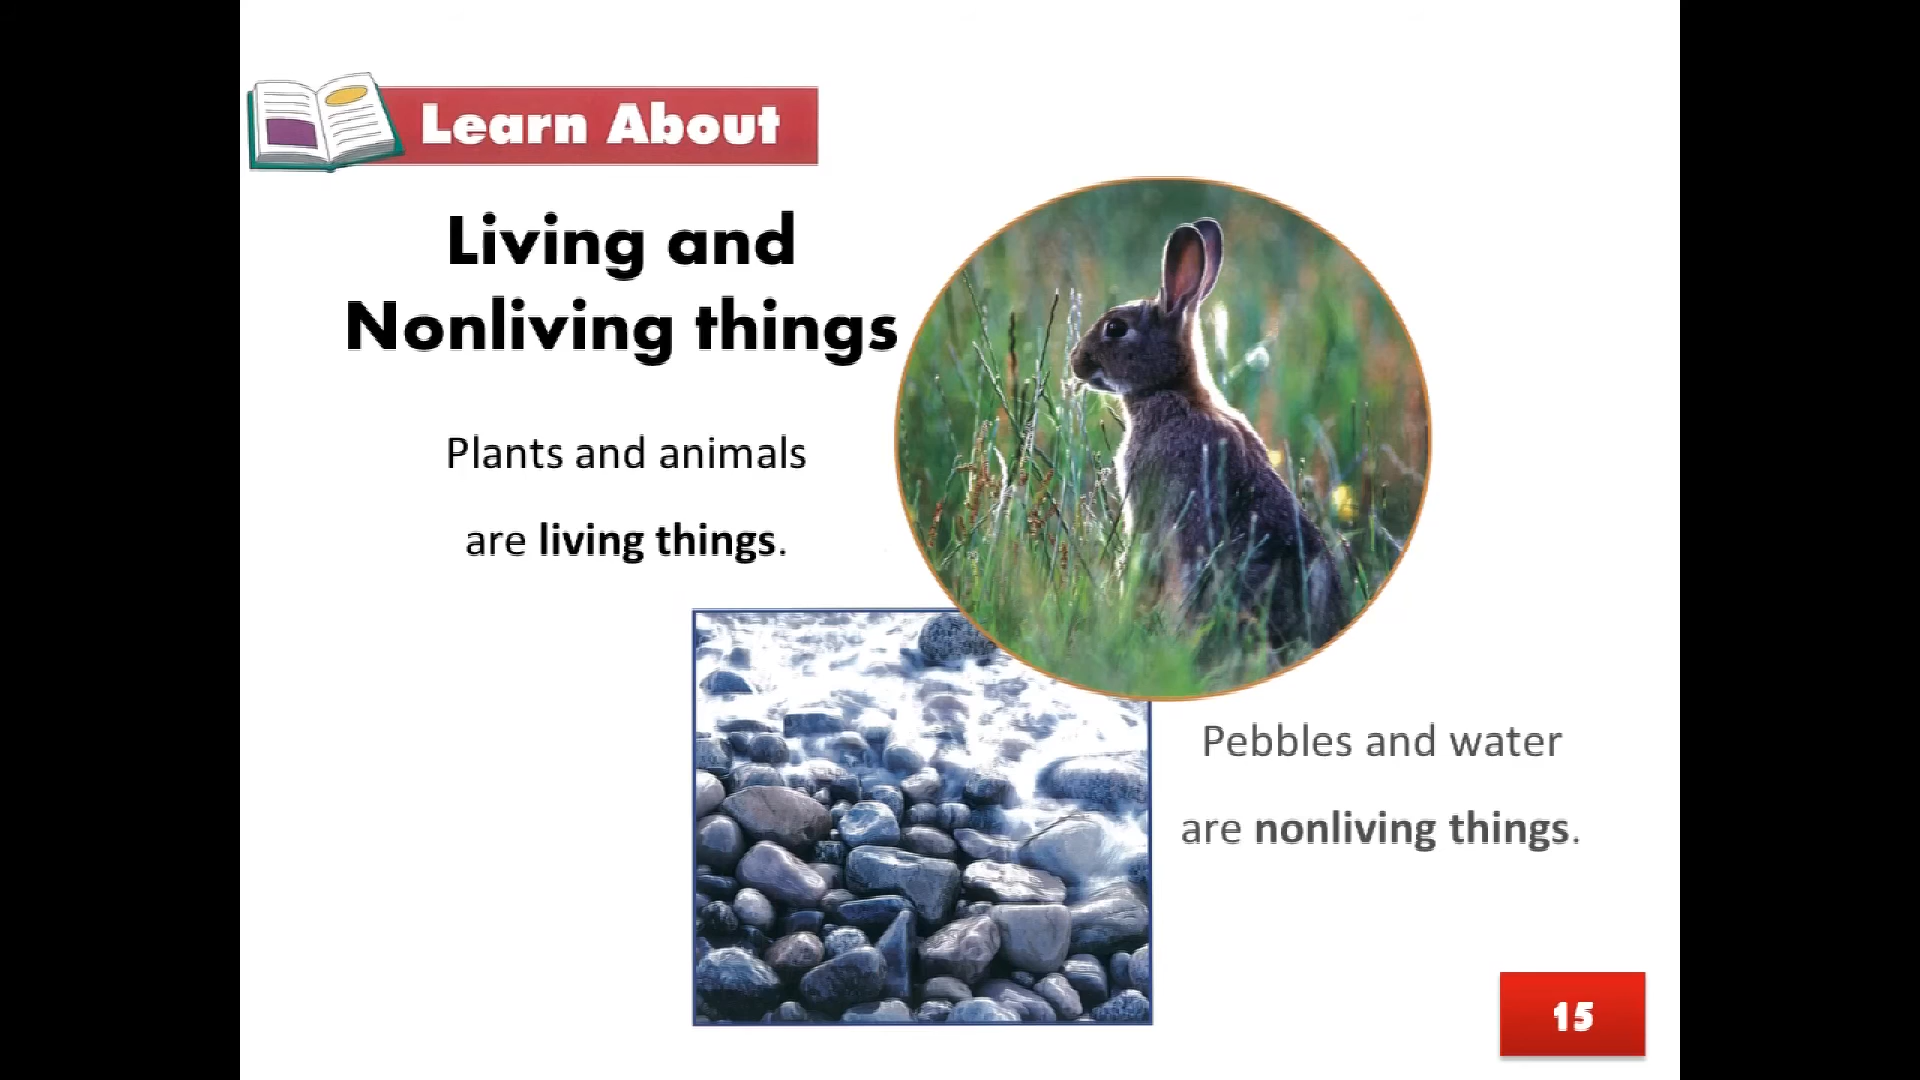 Learn About
Living and
Nonliving things
Plants and animals
are living things.
Pebbles and water
are nonliving things.
15